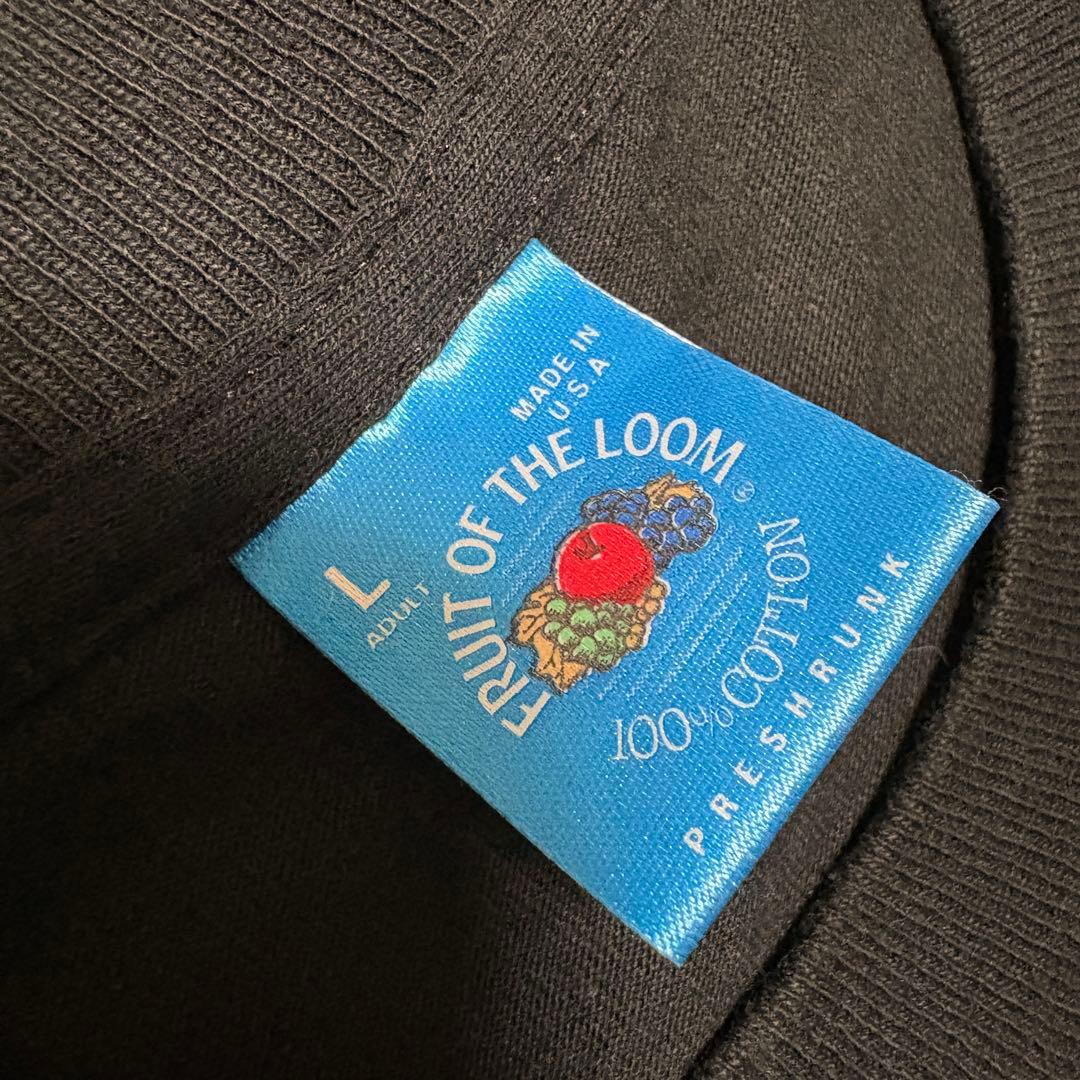 MADE IN
U.S.A
L
ADULT
FRUIT OF THE LOOM®
100% COTTON
PRESHRUNK